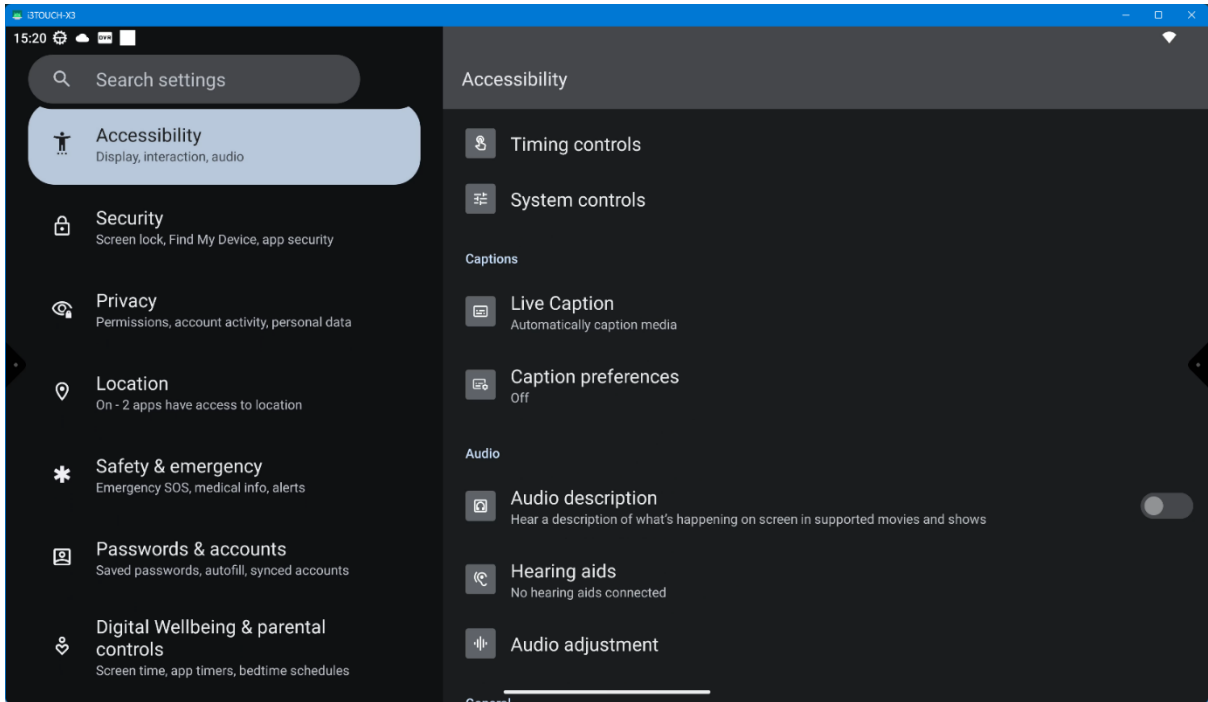 i3TOUCH-X3
15:20
DVR
Search settings
Accessibility
Display, interaction, audio
Security
Screen lock, Find My Device, app security
Privacy
Permissions, account activity, personal data
Location
On - 2 apps have access to location
Safety & emergency
Emergency SOS, medical info, alerts
Passwords & accounts
Saved passwords, autofill, synced accounts
Digital Wellbeing & parental
controls
Screen time, app timers, bedtime schedules
Accessibility
Timing controls
System controls
Captions
Live Caption
Automatically caption media
Caption preferences
Off
Audio
Audio description
Hear a description of what's happening on screen in supported movies and shows
Hearing aids
No hearing aids connected
Audio adjustment
General